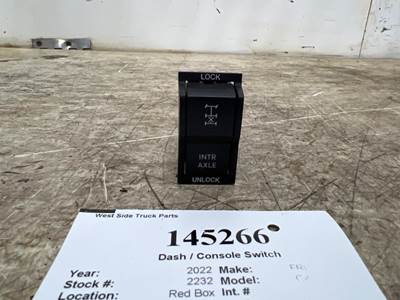 LOCK
INTR
AXLE
UNLOCK
West Side Truck Parts
145266
Dash / Console Switch
Year: 2022 Make:
Stock #: 2232 Model:
Location: Red Box Int. #